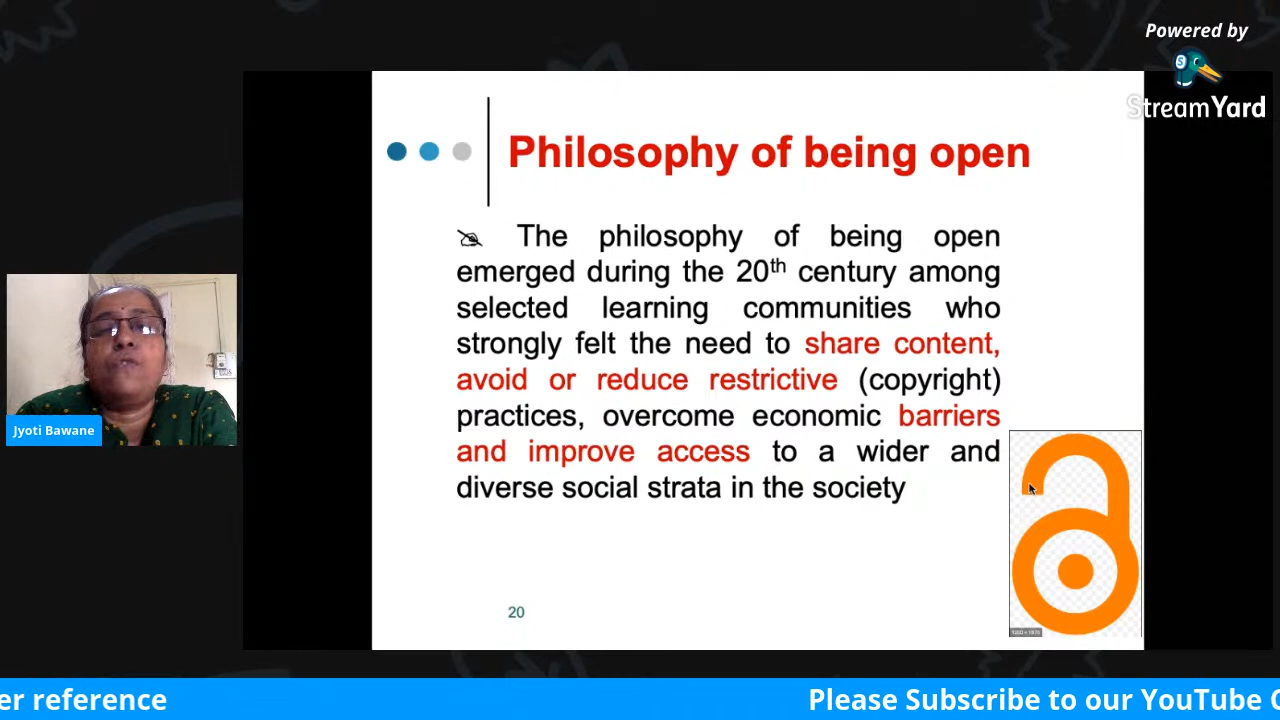 Powered by
StreamYard
Philosophy of being open
The philosophy of being open
emerged during the 20th century among
selected learning communities who
strongly felt the need to share content,
avoid or reduce restrictive (copyright)
practices, overcome economic barriers
and improve access to a wider and
diverse social strata in the society
Jyoti Bawane
20
er reference
Please Subscribe to our YouTube C